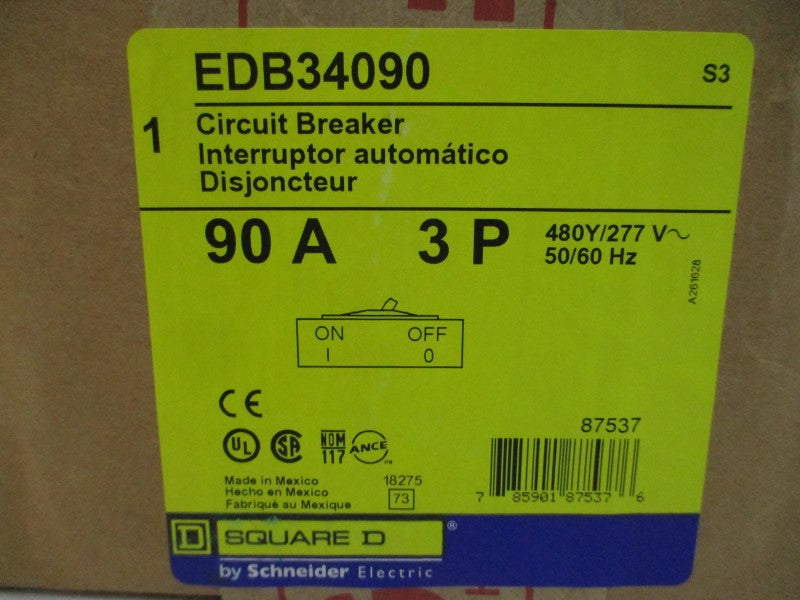 EDB34090
S3
1
Circuit Breaker
Interruptor automático
Disjoncteur
90 A 3 P
480Y/277 V~
50/60 Hz
A261628
ON OFF
I 0
CE
UL SA NOM 117 ANCE
87537
Made in Mexico
Hecho en Mexico
Fabriqué au Mexique
18275
73
7 85901 87537 6
D SQUARE D ®
by Schneider Electric